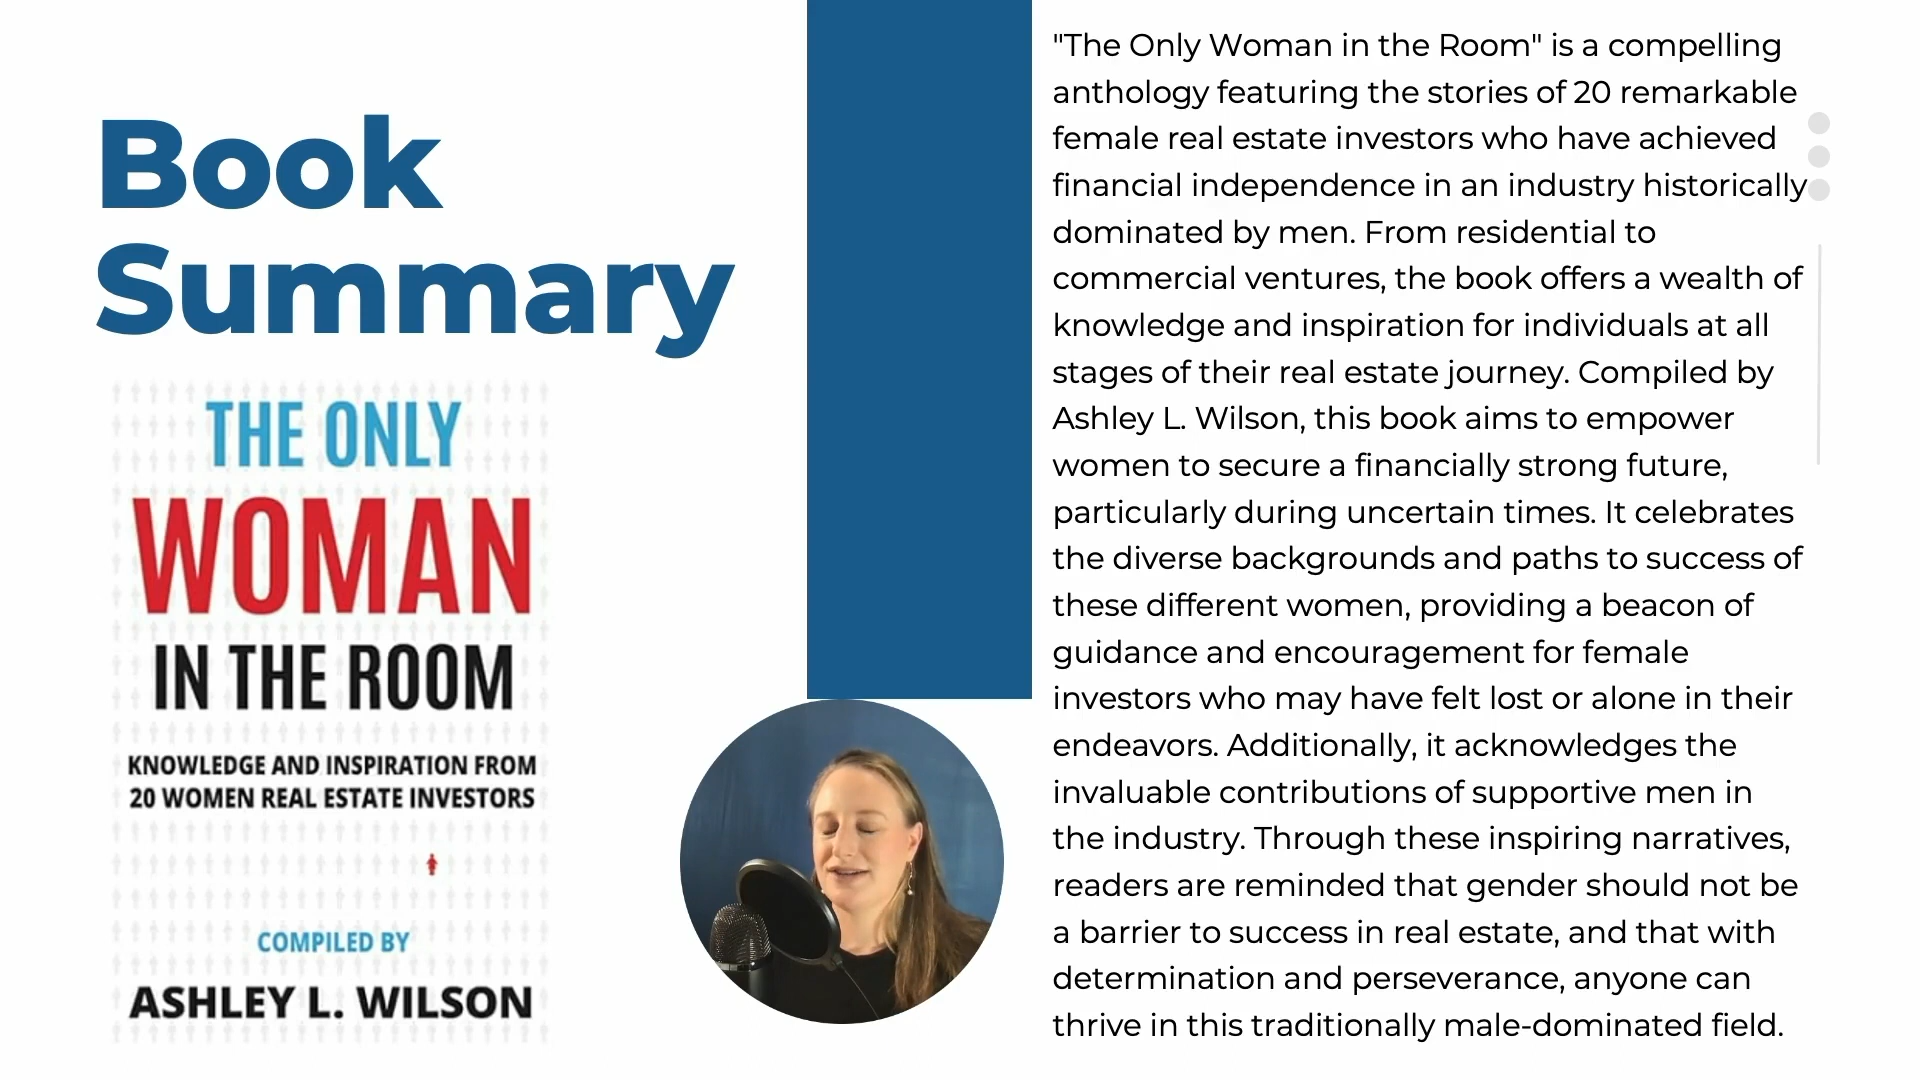 Book
Summary
THE ONLY
WOMAN
IN THE ROOM
KNOWLEDGE AND INSPIRATION FROM
20 WOMEN REAL ESTATE INVESTORS
COMPILED BY
ASHLEY L. WILSON
"The Only Woman in the Room" is a compelling
anthology featuring the stories of 20 remarkable
female real estate investors who have achieved
financial independence in an industry historically
dominated by men. From residential to
commercial ventures, the book offers a wealth of
knowledge and inspiration for individuals at all
stages of their real estate journey. Compiled by
Ashley L. Wilson, this book aims to empower
women to secure a financially strong future,
particularly during uncertain times. It celebrates
the diverse backgrounds and paths to success of
these different women, providing a beacon of
guidance and encouragement for female
investors who may have felt lost or alone in their
endeavors. Additionally, it acknowledges the
invaluable contributions of supportive men in
the industry. Through these inspiring narratives,
readers are reminded that gender should not be
a barrier to success in real estate, and that with
determination and perseverance, anyone can
thrive in this traditionally male-dominated field.